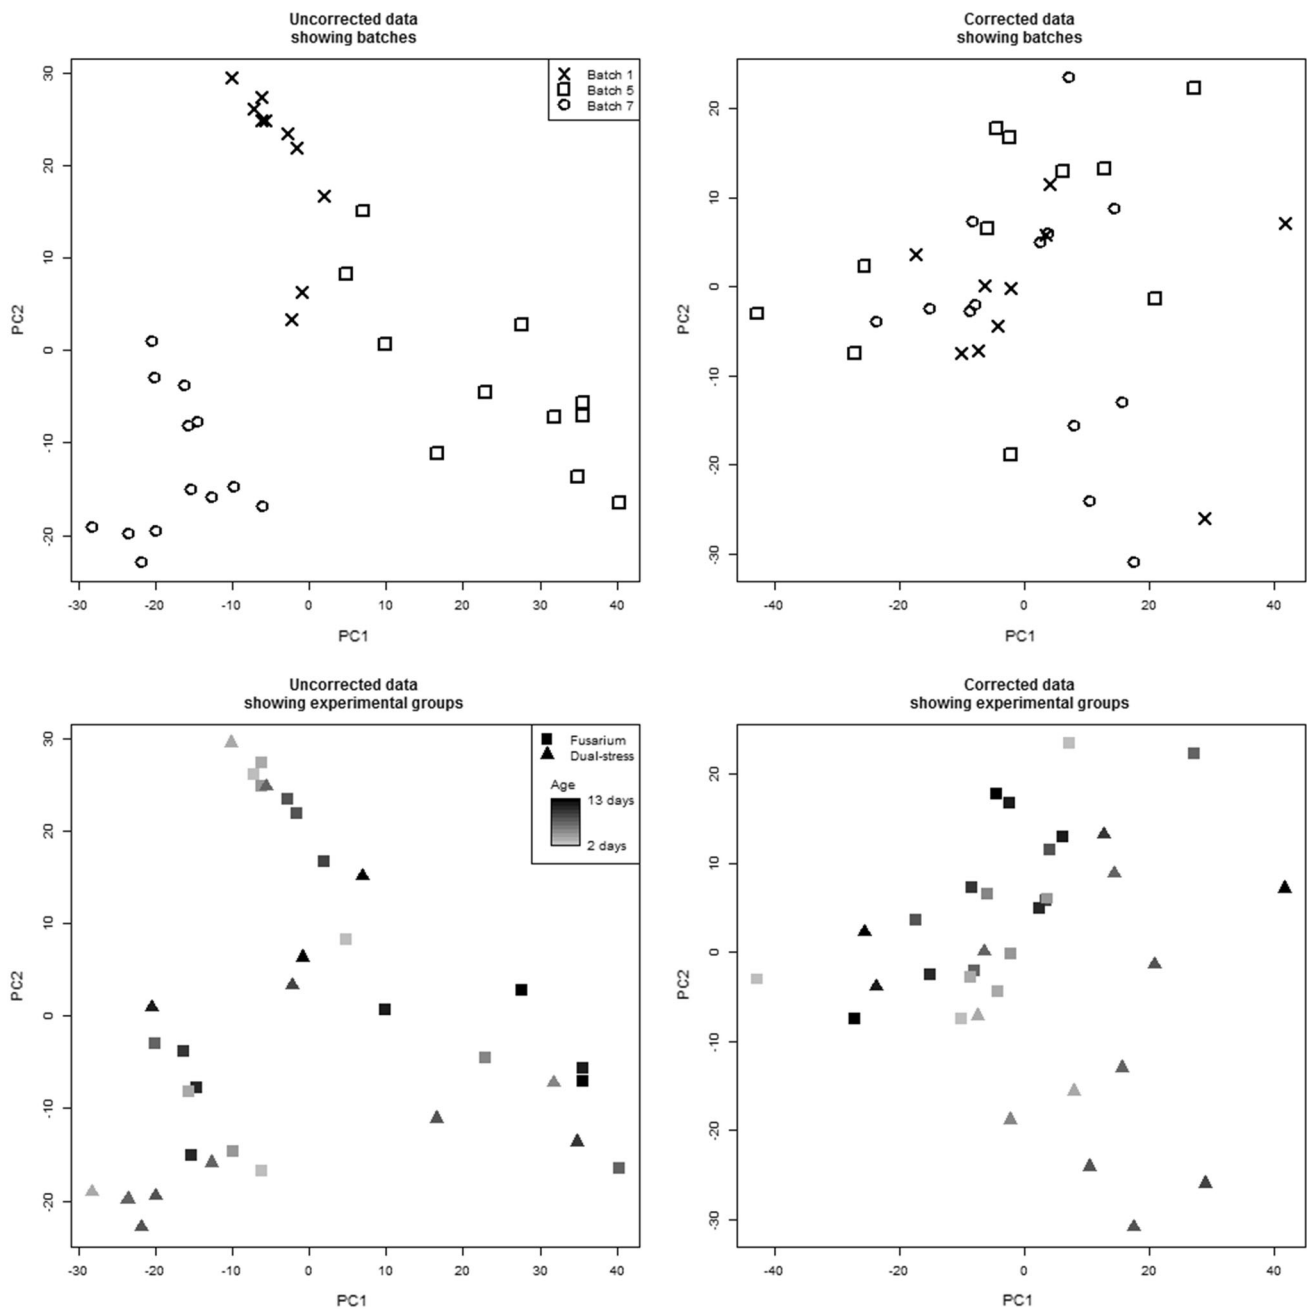 Uncorrected data
showing batches
30
20
10
0
-10
-20
PC2
-30 -20 -10 0 10 20 30 40
PC1
Batch 1
Batch 5
Batch 7
Corrected data
showing batches
20
10
0
-10
-20
-30
PC2
-40 -20 0 20 40
PC1
Uncorrected data
showing experimental groups
30
20
10
0
-10
-20
PC2
-30 -20 -10 0 10 20 30 40
PC1
Fusarium
Dual-stress
Age
13 days
2 days
Corrected data
showing experimental groups
20
10
0
-10
-20
-30
PC2
-40 -20 0 20 40
PC1